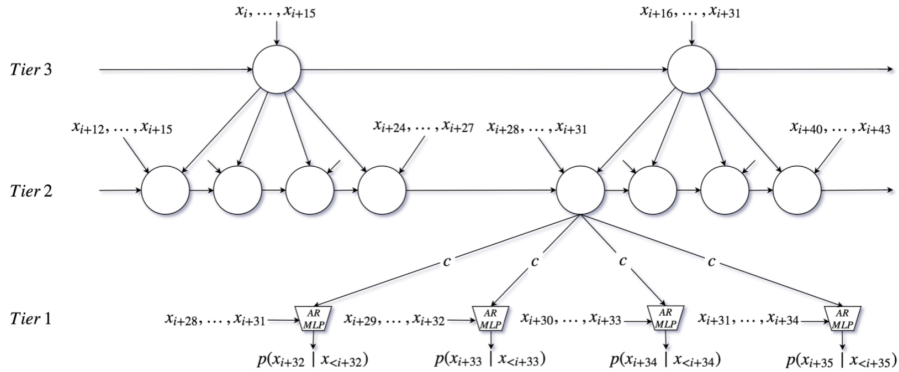 x_i, … , x_{i+15}
x_{i+16}, … , x_{i+31}
Tier 3
x_{i+12}, … , x_{i+15}
x_{i+24}, … , x_{i+27}
x_{i+28}, … , x_{i+31}
x_{i+40}, … , x_{i+43}
Tier 2
c
c
c
c
Tier 1
x_{i+28}, … , x_{i+31}
AR
MLP
x_{i+29}, … , x_{i+32}
AR
MLP
x_{i+30}, … , x_{i+33}
AR
MLP
x_{i+31}, … , x_{i+34}
AR
MLP
p(x_{i+32} | x_{<i+32})
p(x_{i+33} | x_{<i+33})
p(x_{i+34} | x_{<i+34})
p(x_{i+35} | x_{<i+35})